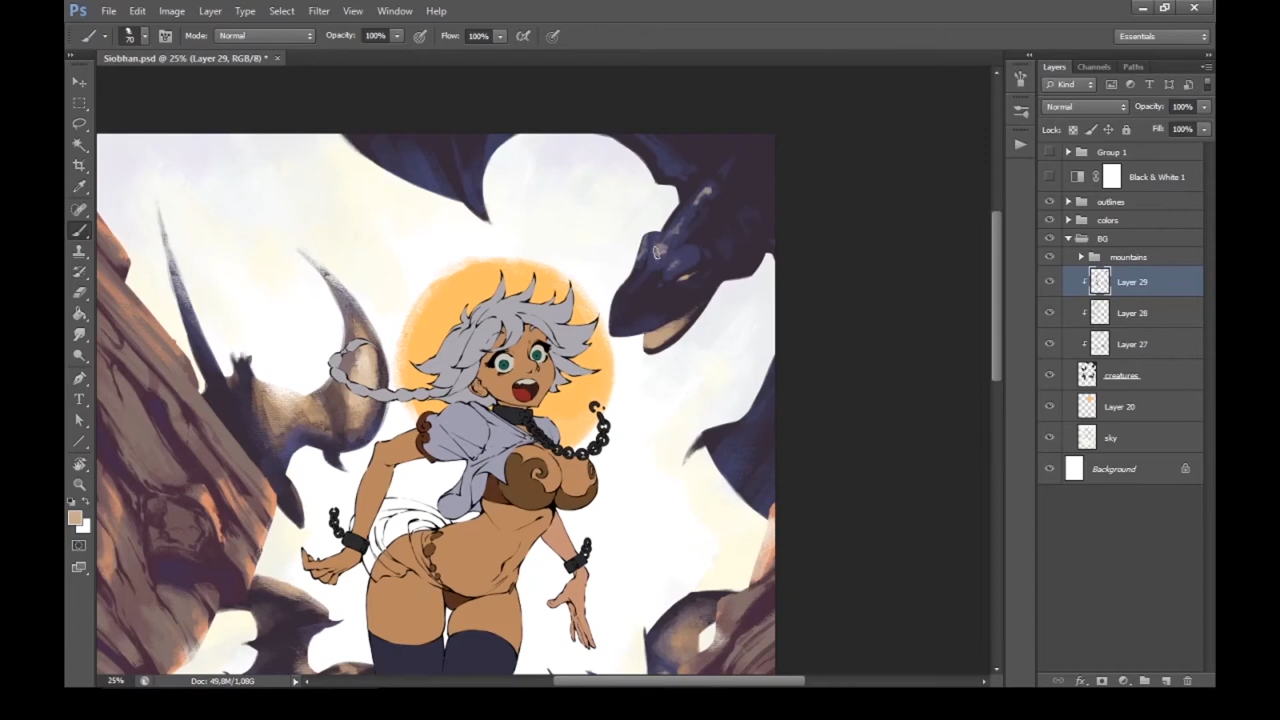 Ps File Edit Image Layer Type Select Filter View Window Help
70 Mode: Normal Opacity: 100% Flow: 100% Essentials
Siobhan.psd @ 25% (Layer 29, RGB/8) * ×
Layers Channels Paths
Kind
Normal Opacity: 100%
Locks: Fill: 100%
Group 1
Black & White 1
outlines
colors
BG
mountains
Layer 29
Layer 28
Layer 27
creatures
Layer 20
sky
Background
25% Doc: 49,8M/1,08G
fx